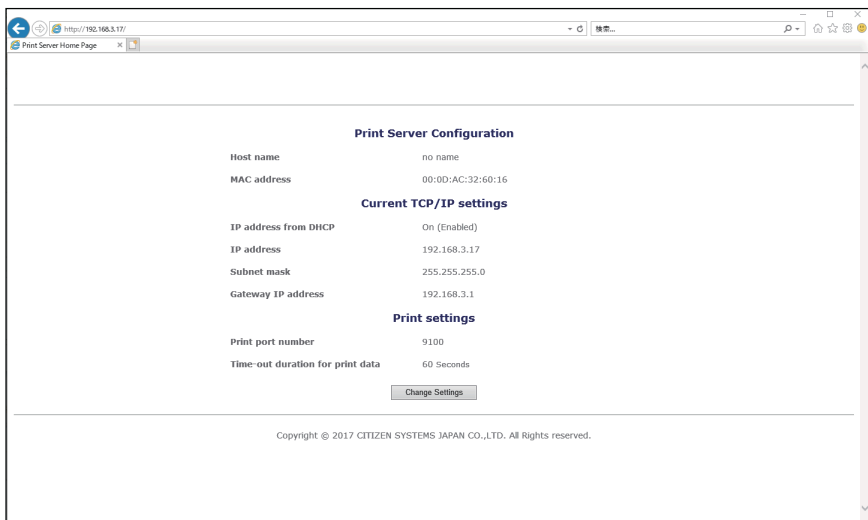 http://192.168.3.17/
検索...
Print Server Home Page
Print Server Configuration
Host name no name
MAC address 00:0D:AC:32:60:16
Current TCP/IP settings
IP address from DHCP On (Enabled)
IP address 192.168.3.17
Subnet mask 255.255.255.0
Gateway IP address 192.168.3.1
Print settings
Print port number 9100
Time-out duration for print data 60 Seconds
Change Settings
Copyright © 2017 CITIZEN SYSTEMS JAPAN CO.,LTD. All Rights reserved.